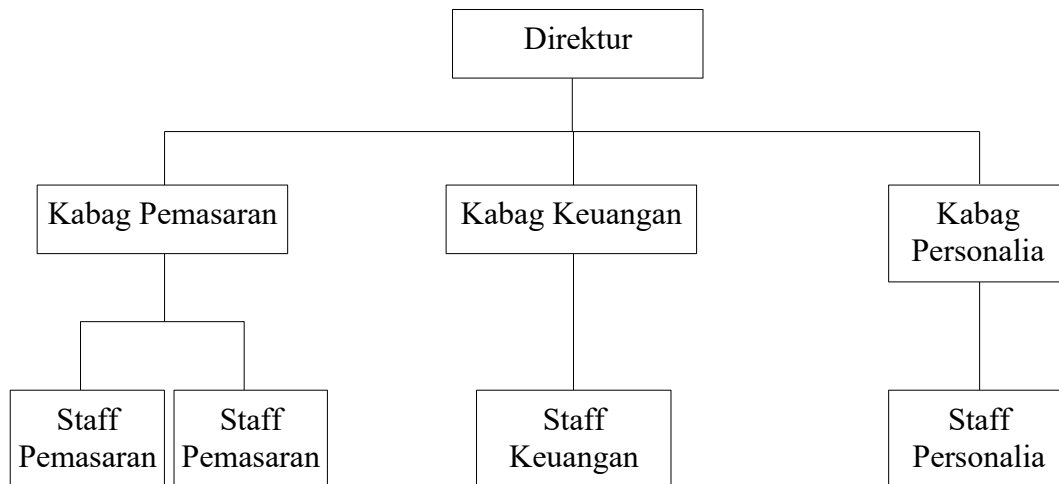 Direktur
Kabag Pemasaran
Kabag Keuangan
Kabag
Personalia
Staff
Pemasaran
Staff
Pemasaran
Staff
Keuangan
Staff
Personalia